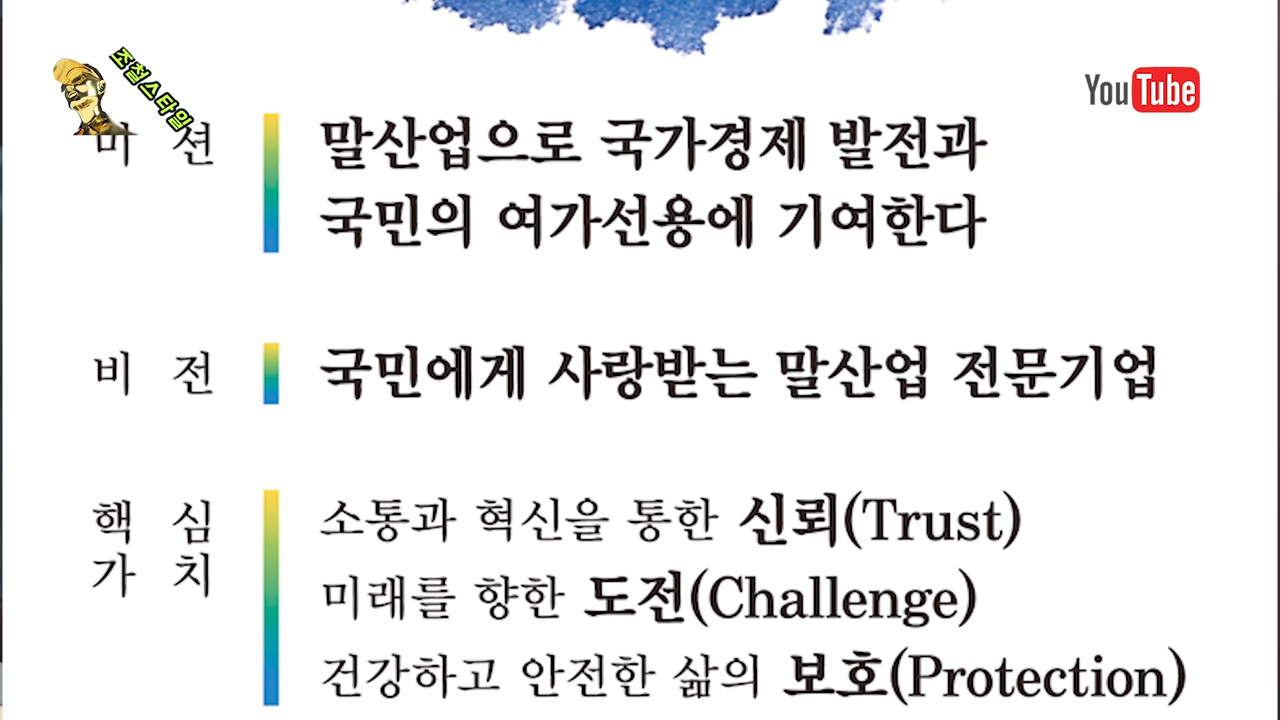 조철스타일
YouTube
미 션
말산업으로 국가경제 발전과
국민의 여가선용에 기여한다
비 전
국민에게 사랑받는 말산업 전문기업
핵 심
가 치
소통과 혁신을 통한 신뢰(Trust)
미래를 향한 도전(Challenge)
건강하고 안전한 삶의 보호(Protection)